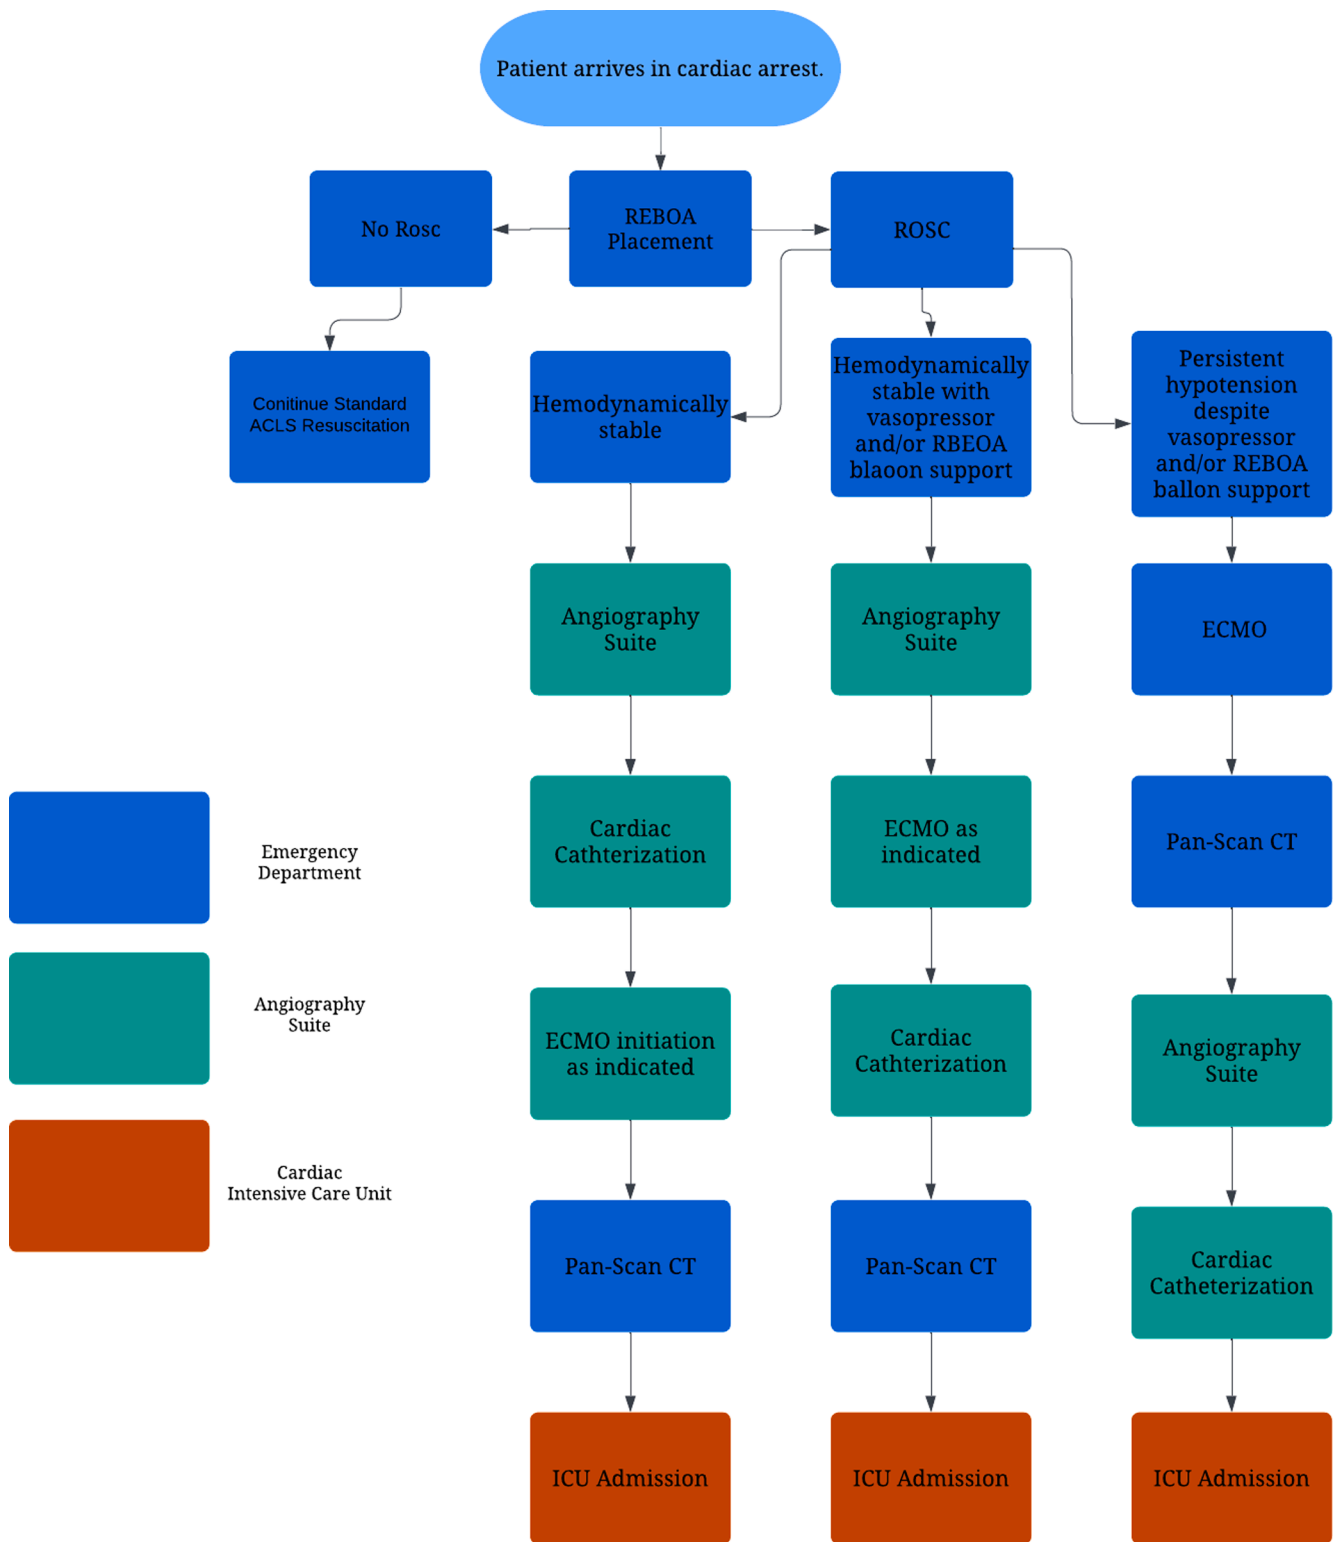 Patient arrives in cardiac arrest.
No Rosc
REBOA
Placement
ROSC
Conitinue Standard
ACLS Resuscitation
Hemodynamically
stable
Hemodynamically
stable with
vasopressor
and/or RBEOA
blaoon support
Persistent
hypotension
despite
vasopressor
and/or REBOA
ballon support
Angiography
Suite
Angiography
Suite
ECMO
Cardiac
Cathterization
ECMO as
indicated
Pan-Scan CT
Emergency
Department
Angiography
Suite
Cardiac
Intensive Care Unit
ECMO initiation
as indicated
Cardiac
Cathterization
Angiography
Suite
Pan-Scan CT
Pan-Scan CT
Cardiac
Catheterization
ICU Admission
ICU Admission
ICU Admission